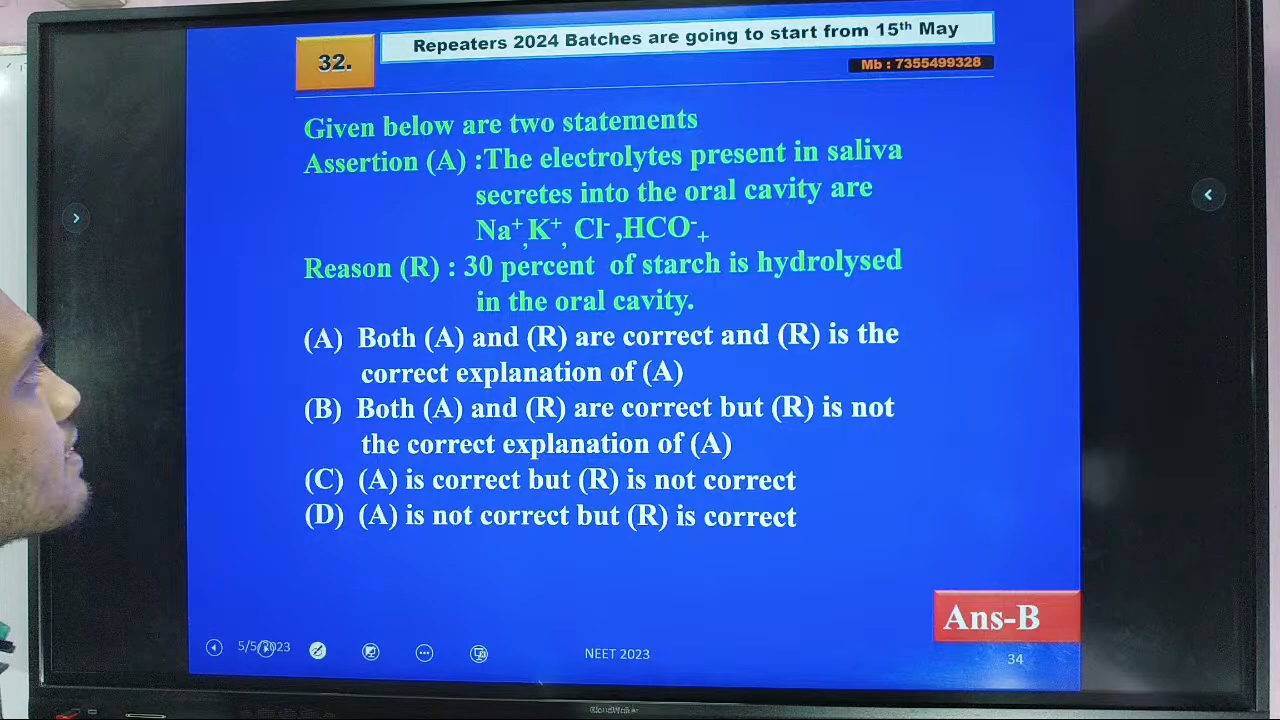 Repeaters 2024 Batches are going to start from 15th May
32.
Mb : 7355499328
Given below are two statements
Assertion (A) :The electrolytes present in saliva
secretes into the oral cavity are
Na⁺,K⁺, Cl⁻ ,HCO⁻₊
Reason (R) : 30 percent of starch is hydrolysed
in the oral cavity.
(A) Both (A) and (R) are correct and (R) is the
correct explanation of (A)
(B) Both (A) and (R) are correct but (R) is not
the correct explanation of (A)
(C) (A) is correct but (R) is not correct
(D) (A) is not correct but (R) is correct
Ans-B
5/5/2023
NEET 2023
34